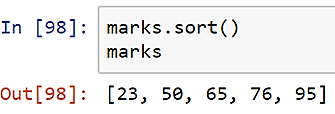 In [98]: marks.sort()
marks
Out[98]: [23, 50, 65, 76, 95]